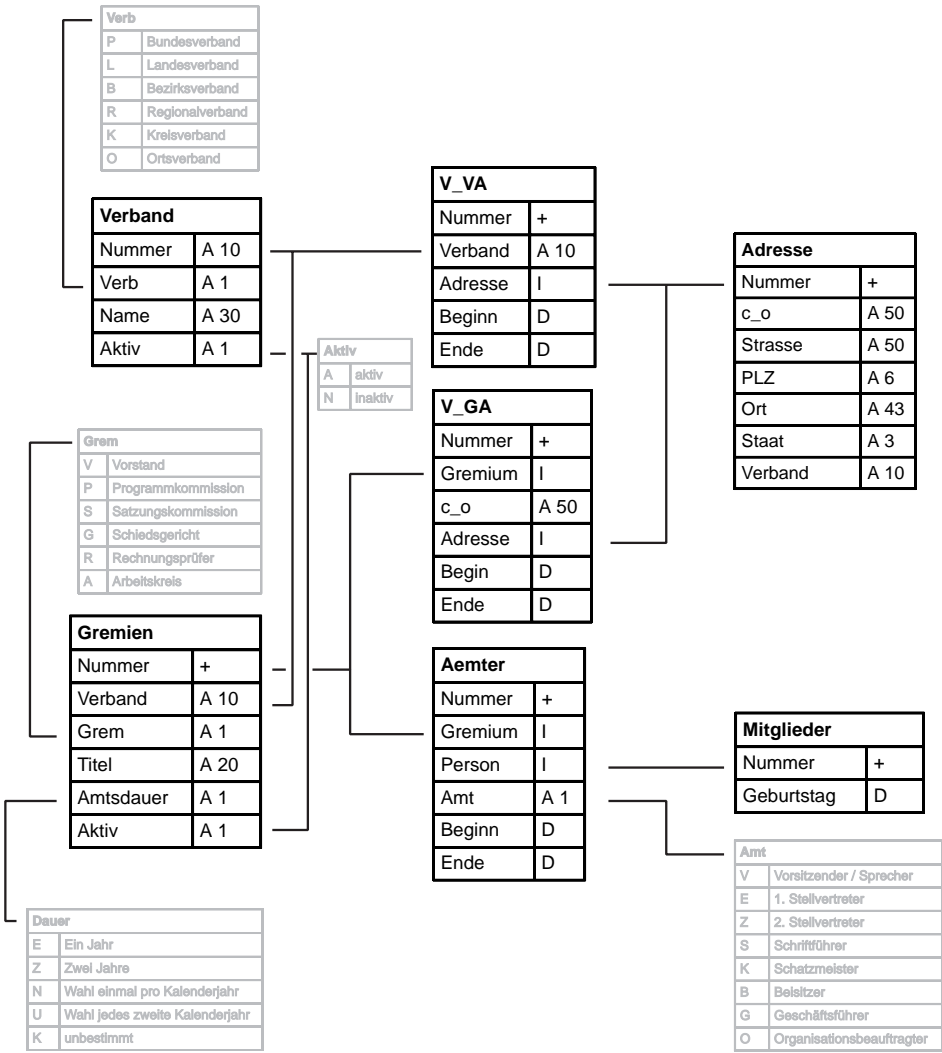 Verb
P Bundesverband
L Landesverband
B Bezirksverband
R Regionalverband
K Kreisverband
O Ortsverband
Verband
Nummer A 10
Verb A 1
Name A 30
Aktiv A 1
Aktiv
A aktiv
N inaktiv
Grem
V Vorstand
P Programmkommission
S Satzungskommission
G Schiedsgericht
R Rechnungsprüfer
A Arbeitskreis
Gremien
Nummer +
Verband A 10
Grem A 1
Titel A 20
Amtsdauer A 1
Aktiv A 1
Dauer
E Ein Jahr
Z Zwei Jahre
N Wahl einmal pro Kalenderjahr
U Wahl jedes zweite Kalenderjahr
K unbestimmt
V_VA
Nummer +
Verband A 10
Adresse I
Beginn D
Ende D
V_GA
Nummer +
Gremium I
c_o A 50
Adresse I
Begin D
Ende D
Aemter
Nummer +
Gremium I
Person I
Amt A 1
Beginn D
Ende D
Adresse
Nummer +
c_o A 50
Strasse A 50
PLZ A 6
Ort A 43
Staat A 3
Verband A 10
Mitglieder
Nummer +
Geburtstag D
Amt
V Vorsitzender / Sprecher
E 1. Stellvertreter
Z 2. Stellvertreter
S Schriftführer
K Schatzmeister
B Beisitzer
G Geschäftsführer
O Organisationsbeauftragter